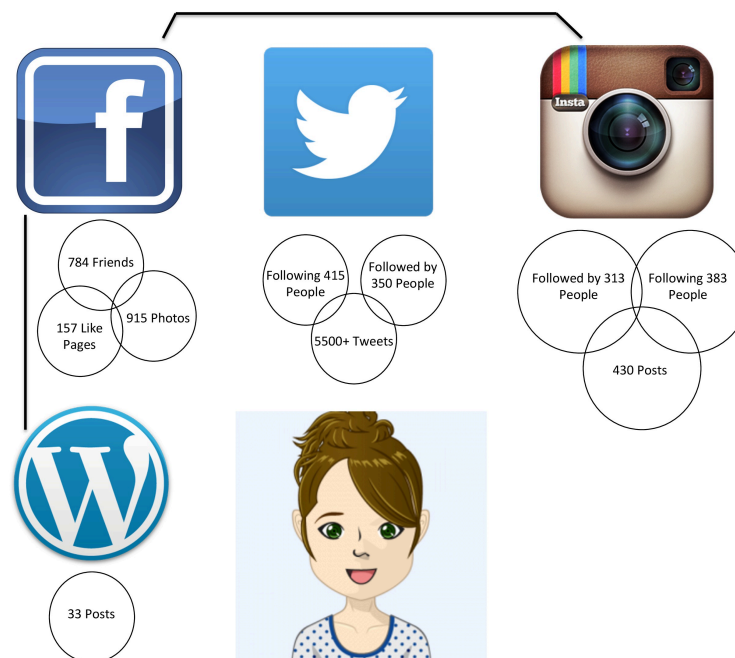 f
Insta
784 Friends
157 Like
Pages
915 Photos
Following 415
People
Followed by
350 People
5500+ Tweets
Followed by 313
People
Following 383
People
430 Posts
W
33 Posts